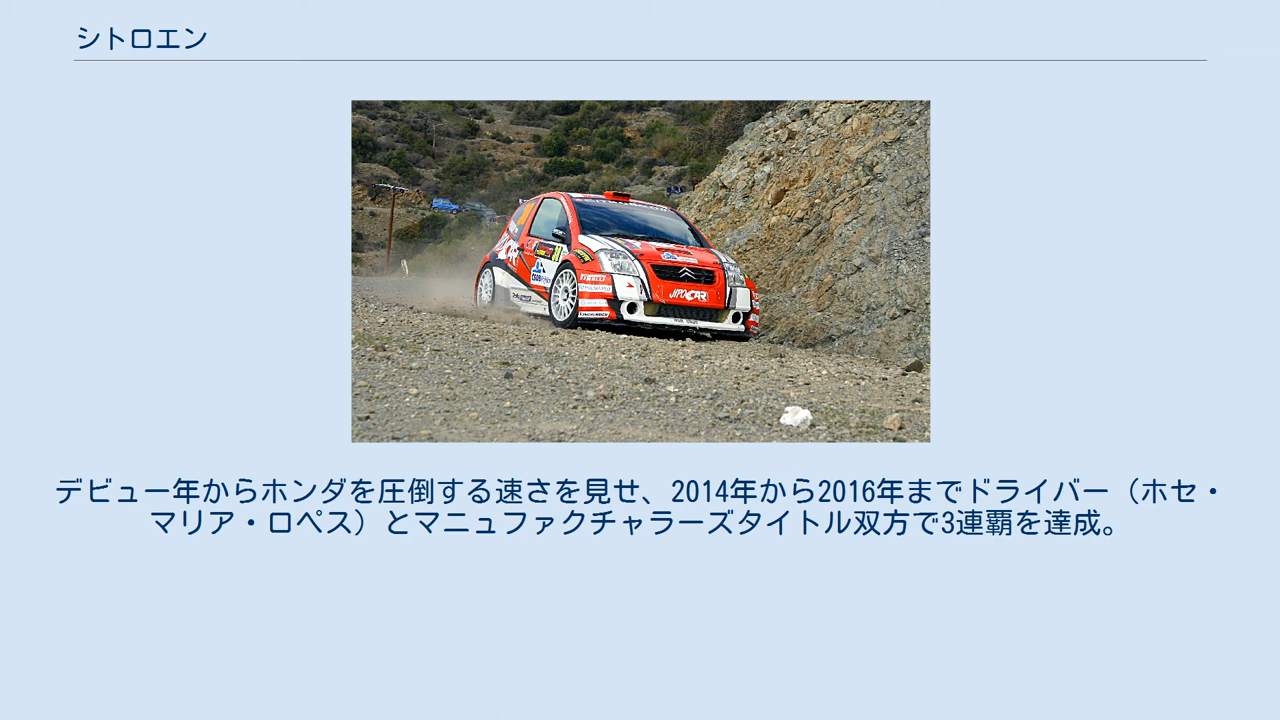 シトロエン
JIPOCAR
デビュー年からホンダを圧倒する速さを見せ、2014年から2016年までドライバー（ホセ・
マリア・ロペス）とマニュファクチャラーズタイトル双方で3連覇を達成。